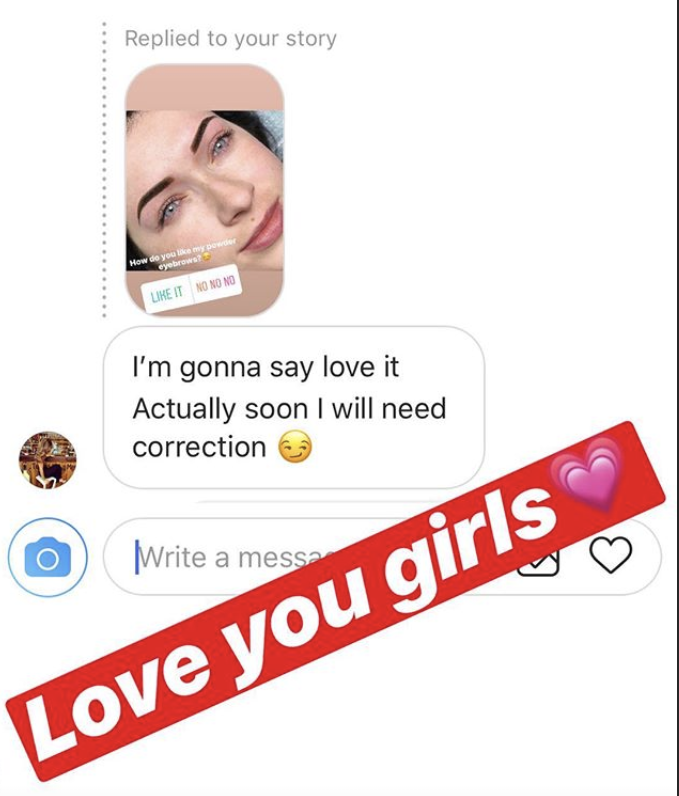 Replied to your story
How do you like my powder
eyebrows?
LIKE IT NO NO NO
I'm gonna say love it
Actually soon I will need
correction 😏
Write a messa
Love you girls